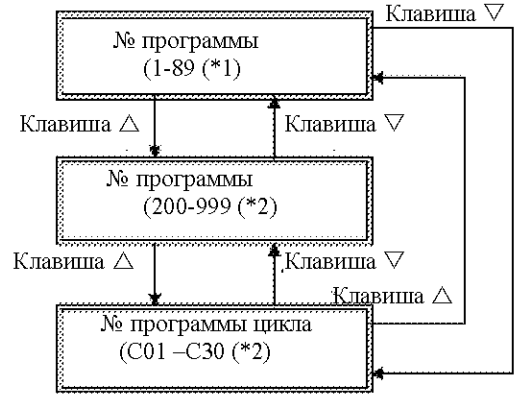 Клавиша ▽
№ программы
(1-89 (*1)
Клавиша △ Клавиша ▽
№ программы
(200-999 (*2)
Клавиша △ Клавиша ▽
Клавиша △
№ программы цикла
(C01 –C30 (*2)